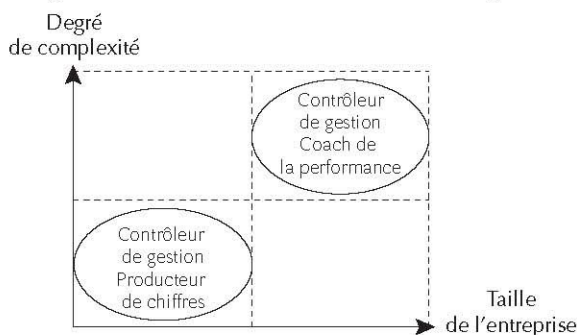 Degré
de complexité
Contrôleur
de gestion
Coach de
la performance
Contrôleur
de gestion
Producteur
de chiffres
Taille
de l'entreprise